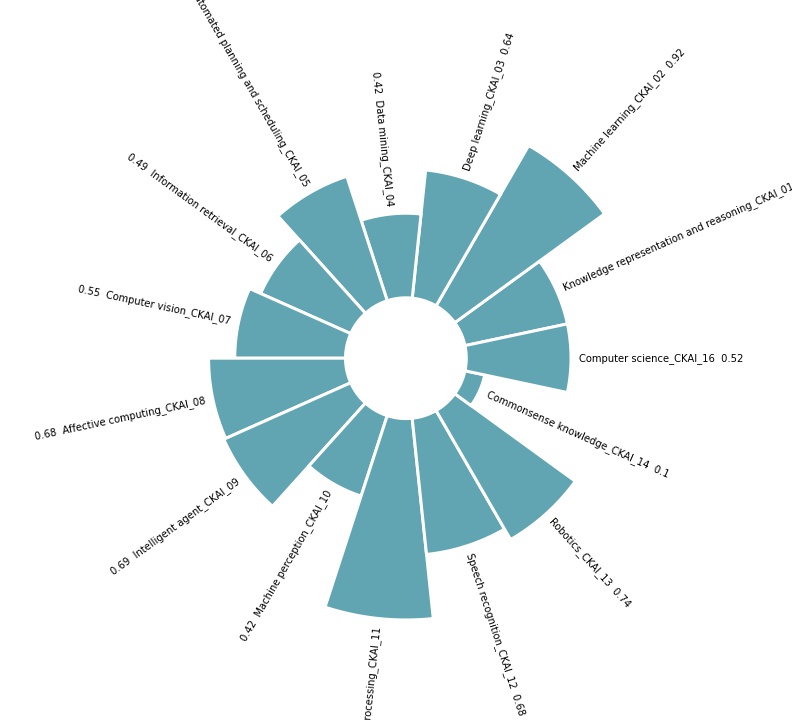 Computer science_CKAI_16 0.52
Knowledge representation and reasoning_CKAI_01
Machine learning_CKAI_02 0.92
Deep learning_CKAI_03 0.64
0.42 Data mining_CKAI_04
planning and scheduling_CKAI_05
0.49 Information retrieval_CKAI_06
0.55 Computer vision_CKAI_07
0.68 Affective computing_CKAI_08
0.69 Intelligent agent_CKAI_09
0.42 Machine perception_CKAI_10
rocessing_CKAI_11
Speech recognition_CKAI_12 0.68
Robotics_CKAI_13 0.74
Commonsense knowledge_CKAI_14 0.1